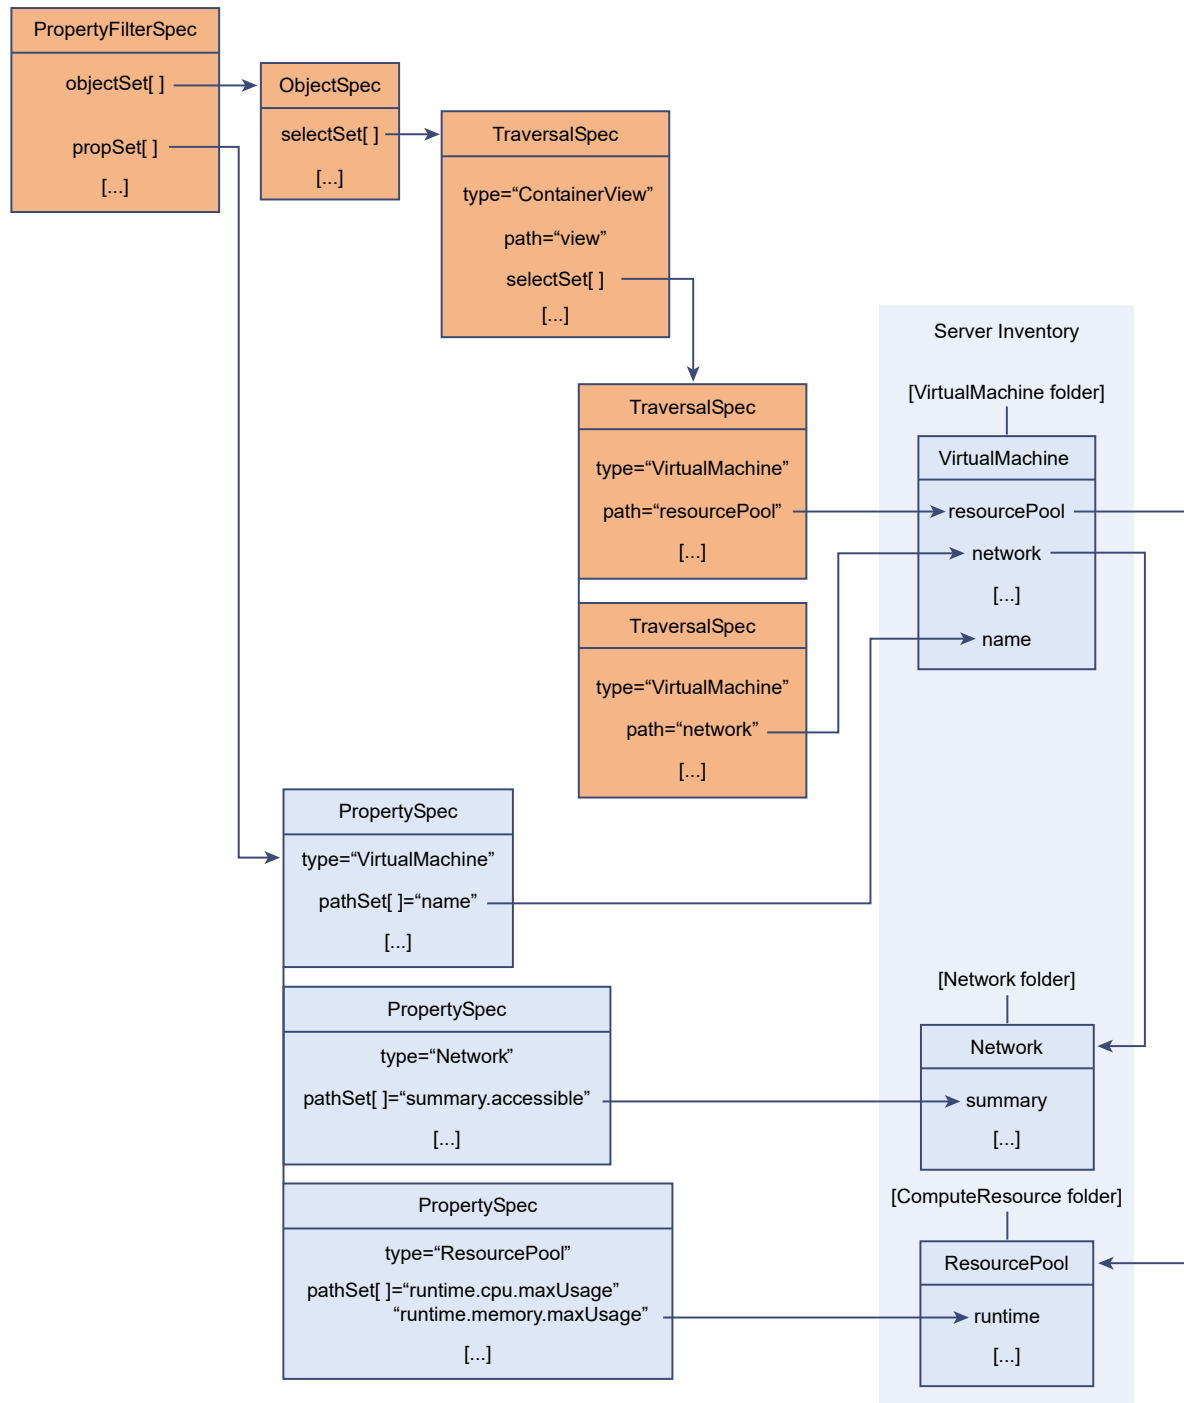 PropertyFilterSpec
objectSet[ ]
propSet[ ]
[...]
ObjectSpec
selectSet[ ]
[...]
TraversalSpec
type=“ContainerView”
path=“view”
selectSet[ ]
[...]
TraversalSpec
type=“VirtualMachine”
path=“resourcePool”
[...]
TraversalSpec
type=“VirtualMachine”
path=“network”
[...]
Server Inventory
[VirtualMachine folder]
VirtualMachine
resourcePool
network
[...]
name
PropertySpec
type=“VirtualMachine”
pathSet[ ]=“name”
[...]
PropertySpec
type=“Network”
pathSet[ ]=“summary.accessible”
[...]
[Network folder]
Network
summary
[...]
PropertySpec
type=“ResourcePool”
pathSet[ ]=“runtime.cpu.maxUsage”
“runtime.memory.maxUsage”
[...]
[ComputeResource folder]
ResourcePool
runtime
[...]